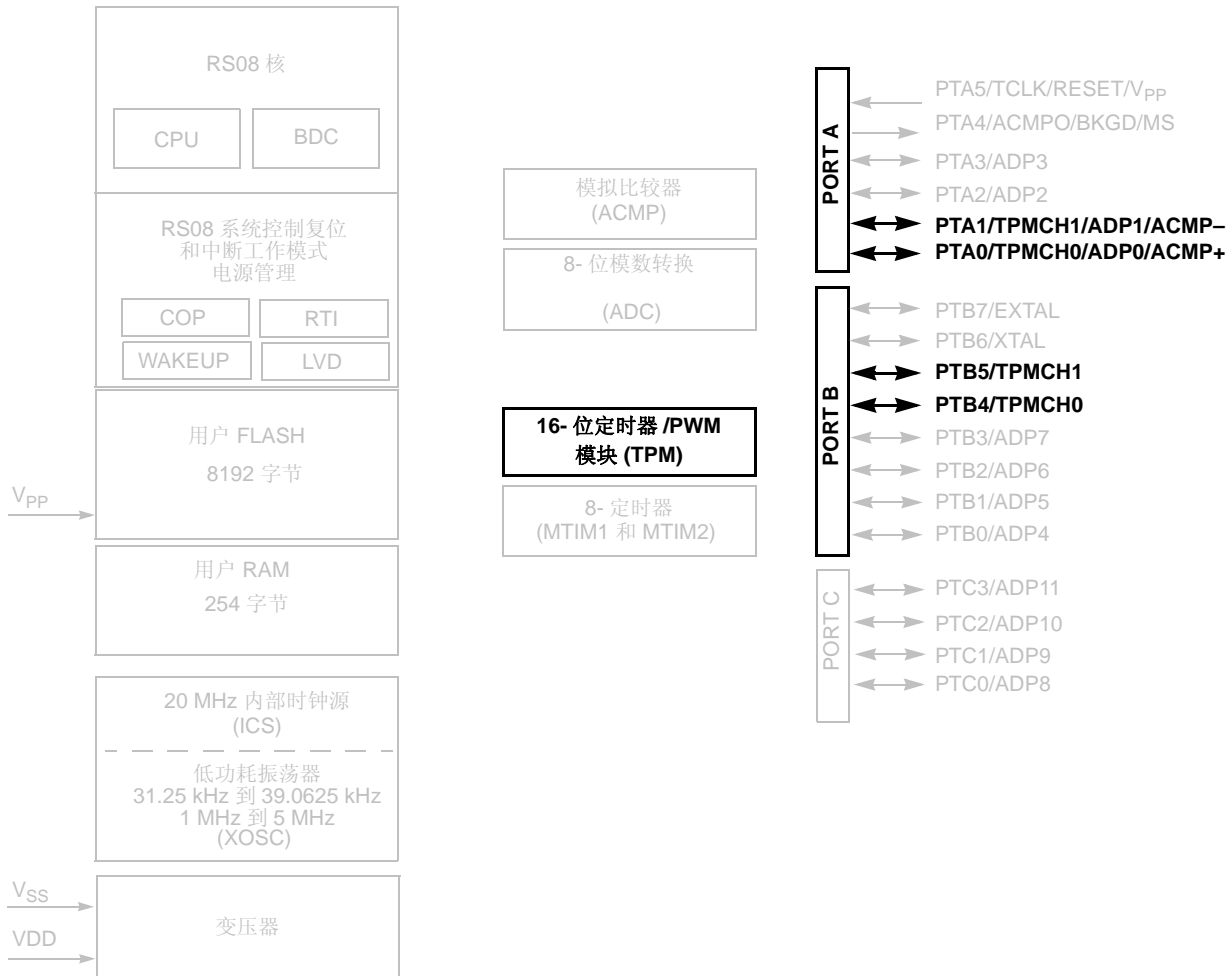 RS08 核
CPU
BDC
RS08 系统控制复位
和中断工作模式
电源管理
COP
RTI
WAKEUP
LVD
用户 FLASH
8192 字节
VPP
用户 RAM
254 字节
20 MHz 内部时钟源
(ICS)
低功耗振荡器
31.25 kHz 到 39.0625 kHz
1 MHz 到 5 MHz
(XOSC)
VSS
VDD
变压器
模拟比较器
(ACMP)
8- 位模数转换
(ADC)
16- 位定时器 /PWM
模块 (TPM)
8- 定时器
(MTIM1 和 MTIM2)
PORT A
PTA5/TCLK/RESET/VPP
PTA4/ACMPO/BKGD/MS
PTA3/ADP3
PTA2/ADP2
PTA1/TPMCH1/ADP1/ACMP–
PTA0/TPMCH0/ADP0/ACMP+
PORT B
PTB7/EXTAL
PTB6/XTAL
PTB5/TPMCH1
PTB4/TPMCH0
PTB3/ADP7
PTB2/ADP6
PTB1/ADP5
PTB0/ADP4
PORT C
PTC3/ADP11
PTC2/ADP10
PTC1/ADP9
PTC0/ADP8